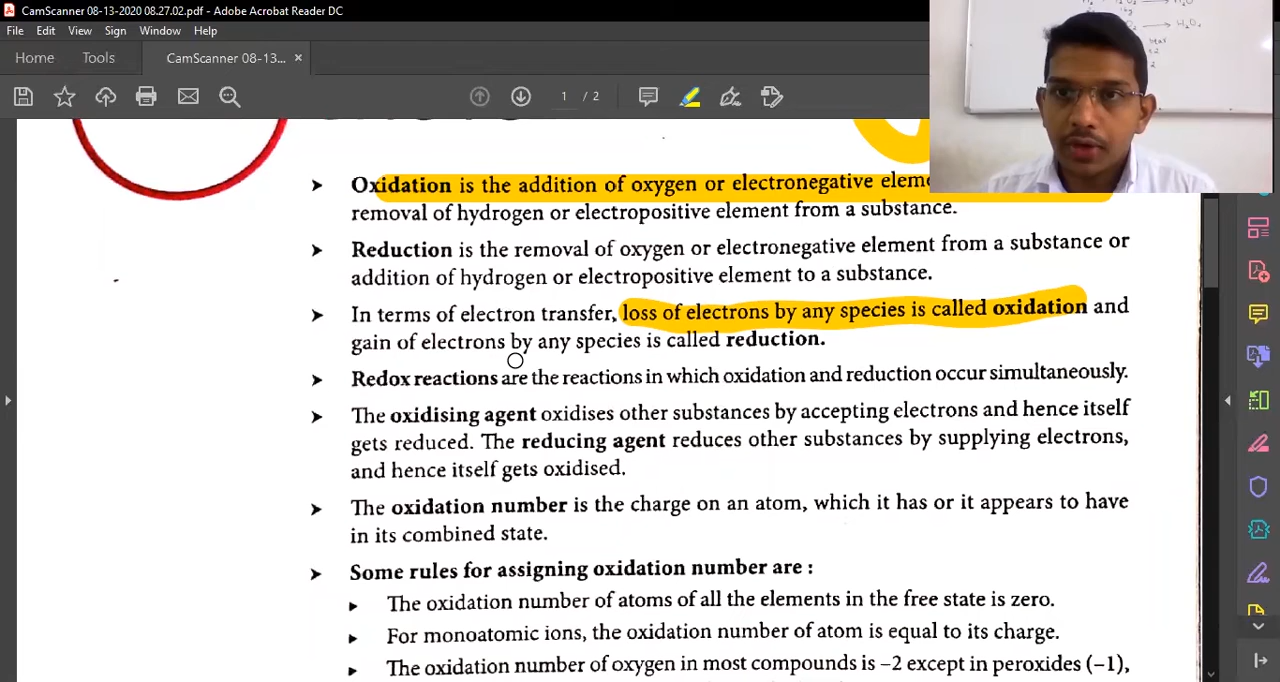 CamScanner 08-13-2020 08.27.02.pdf - Adobe Acrobat Reader DC
File Edit View Sign Window Help
Home Tools CamScanner 08-13... ×
1 / 2
Oxidation is the addition of oxygen or electronegative
removal of hydrogen or electropositive element from a substance.
Reduction is the removal of oxygen or electronegative element from a substance or
addition of hydrogen or electropositive element to a substance.
In terms of electron transfer, loss of electrons by any species is called oxidation and
gain of electrons by any species is called reduction.
Redox reactions are the reactions in which oxidation and reduction occur simultaneously.
The oxidising agent oxidises other substances by accepting electrons and hence itself
gets reduced. The reducing agent reduces other substances by supplying electrons,
and hence itself gets oxidised.
The oxidation number is the charge on an atom, which it has or it appears to have
in its combined state.
Some rules for assigning oxidation number are :
The oxidation number of atoms of all the elements in the free state is zero.
For monoatomic ions, the oxidation number of atom is equal to its charge.
The oxidation number of oxygen in most compounds is –2 except in peroxides (–1),